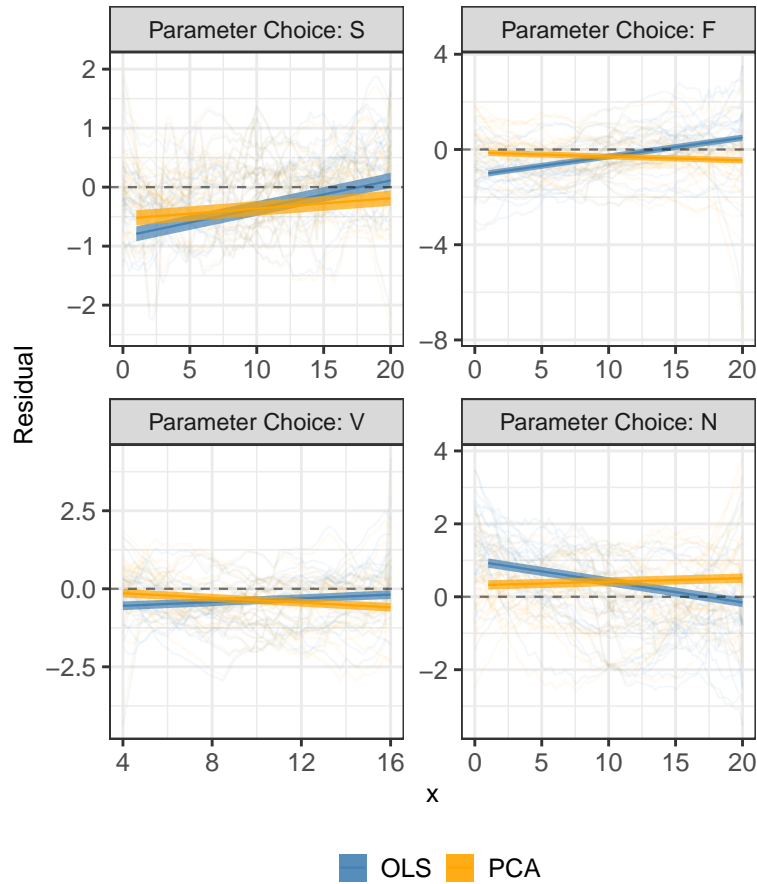 Parameter Choice: S
Parameter Choice: F
2
1
0
−1
−2
4
0
−4
−8
0 5 10 15 20
0 5 10 15 20
Residual
Parameter Choice: V
Parameter Choice: N
2.5
0.0
−2.5
4
2
0
−2
4 8 12 16
0 5 10 15 20
x
OLS PCA